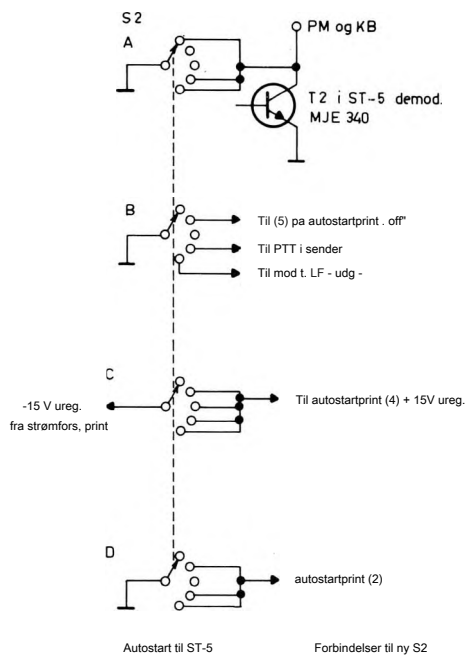 S2
A
PM og KB
T2 i ST-5 demod.
MJE 340
B
Til (5) pa autostartprint . off"
Til PTT i sender
Til mod t. LF - udg -
C
-15 V ureg.
fra strømfors, print
Til autostartprint (4) + 15V ureg.
D
autostartprint (2)
Autostart til ST-5
Forbindelser til ny S2